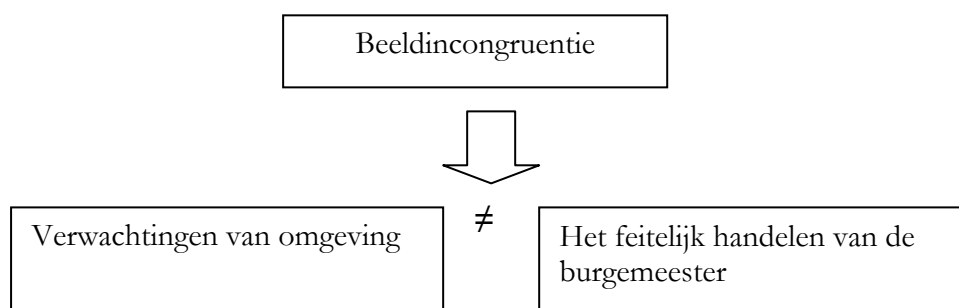 Beeldincongruentie
Verwachtingen van omgeving
≠
Het feitelijk handelen van de
burgemeester